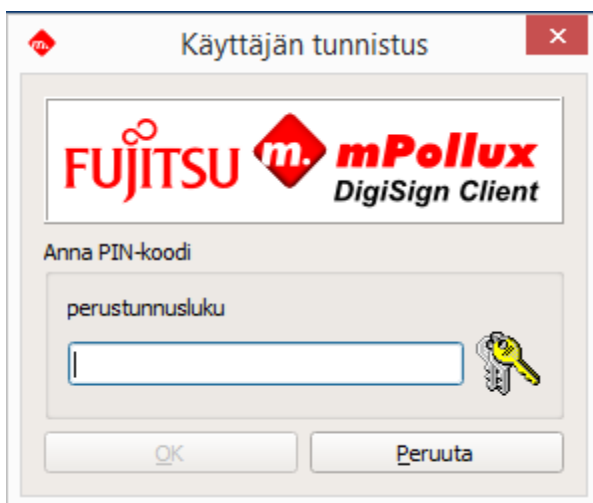 m.
Käyttäjän tunnistus
FUJITSU m. mPollux
DigiSign Client
Anna PIN-koodi
perustunnusluku
OK
Peruuta